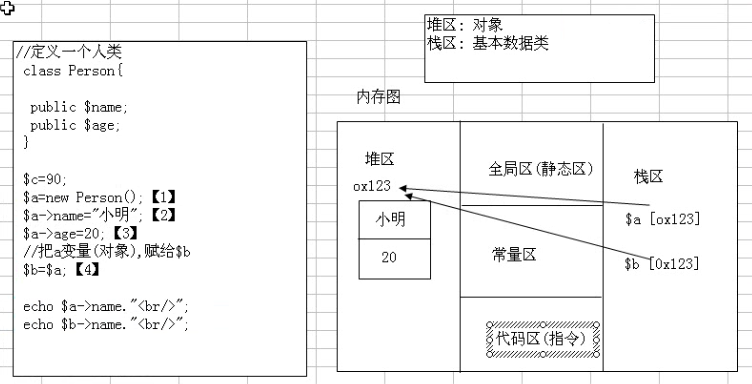 //定义一个人类
class Person{
public $name;
public $age;
}
$c=90;
$a=new Person();【1】
$a->name="小明";【2】
$a->age=20;【3】
//把a变量(对象),赋给$b
$b=$a;【4】
echo $a->name."<br/>";
echo $b->name."<br/>";
堆区: 对象
栈区: 基本数据类
内存图
堆区
ox123
小明
20
全局区(静态区)
常量区
代码区(指令)
栈区
$a [ox123]
$b [0x123]